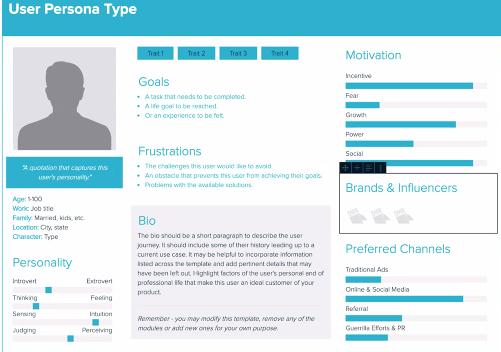 User Persona Type
Trait 1
Trait 2
Trait 3
Trait 4
"A quotation that captures this
user's personality."
Age: 1-100
Work: Job title
Family: Married, kids, etc.
Location: City, state
Character: Type
Personality
Introvert Extrovert
Thinking Feeling
Sensing Intuition
Judging Perceiving
Goals
• A task that needs to be completed.
• A life goal to be reached.
• Or an experience to be felt.
Frustrations
• The challenges this user would like to avoid.
• An obstacle that prevents this user from achieving their goals.
• Problems with the available solutions.
Bio
The bio should be a short paragraph to describe the user
journey. It should include some of their history leading up to a
current use case. It may be helpful to incorporate information
listed across the template and add pertinent details that may
have been left out. Highlight factors of the user's personal and of
professional life that make this user an ideal customer of your
product.
Remember - you may modify this template, remove any of the
modules or add new ones for your own purpose.
Motivation
Incentive
Fear
Growth
Power
Social
Brands & Influencers
Preferred Channels
Traditional Ads
Online & Social Media
Referral
Guerrilla Efforts & PR